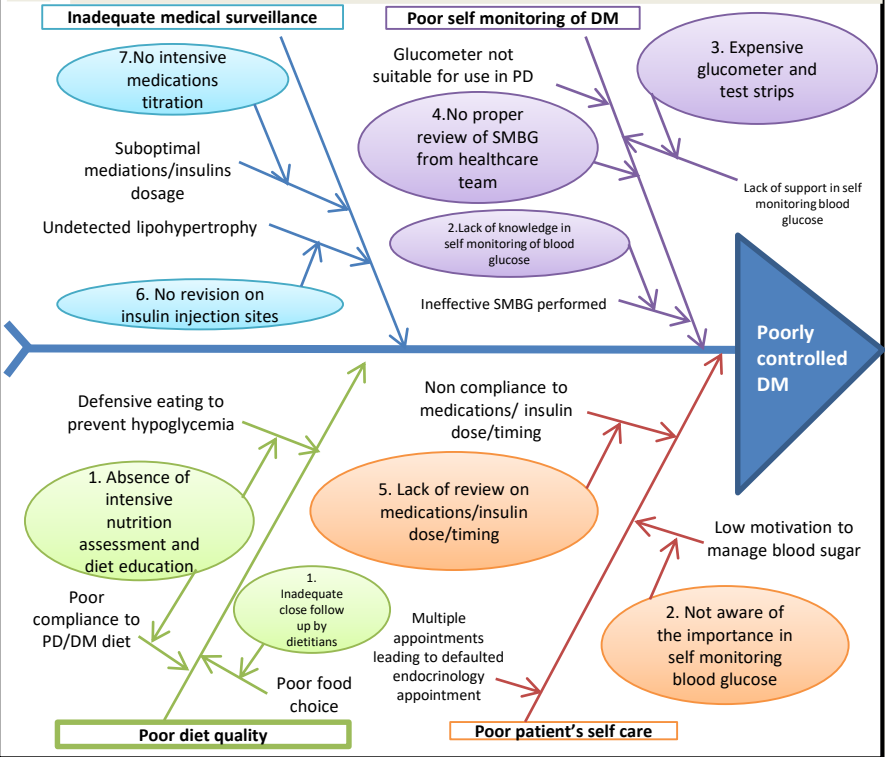 Inadequate medical surveillance
7.No intensive
medications
titration
Suboptimal
mediations/insulins
dosage
Undetected lipohypertrophy
6. No revision on
insulin injection sites
Poor self monitoring of DM
Glucometer not
suitable for use in PD
3. Expensive
glucometer and
test strips
4.No proper
review of SMBG
from healthcare
team
Lack of support in self
monitoring blood
glucose
2.Lack of knowledge in
self monitoring of blood
glucose
Ineffective SMBG performed
Poorly
controlled
DM
Defensive eating to
prevent hypoglycemia
1. Absence of
intensive
nutrition
assessment and
diet education
Poor
compliance to
PD/DM diet
1.
Inadequate
close follow
up by
dietitians
Poor food
choice
Poor diet quality
Non compliance to
medications/ insulin
dose/timing
5. Lack of review on
medications/insulin
dose/timing
Low motivation to
manage blood sugar
2. Not aware of
the importance in
self monitoring
blood glucose
Multiple
appointments
leading to defaulted
endocrinology
appointment
Poor patient's self care